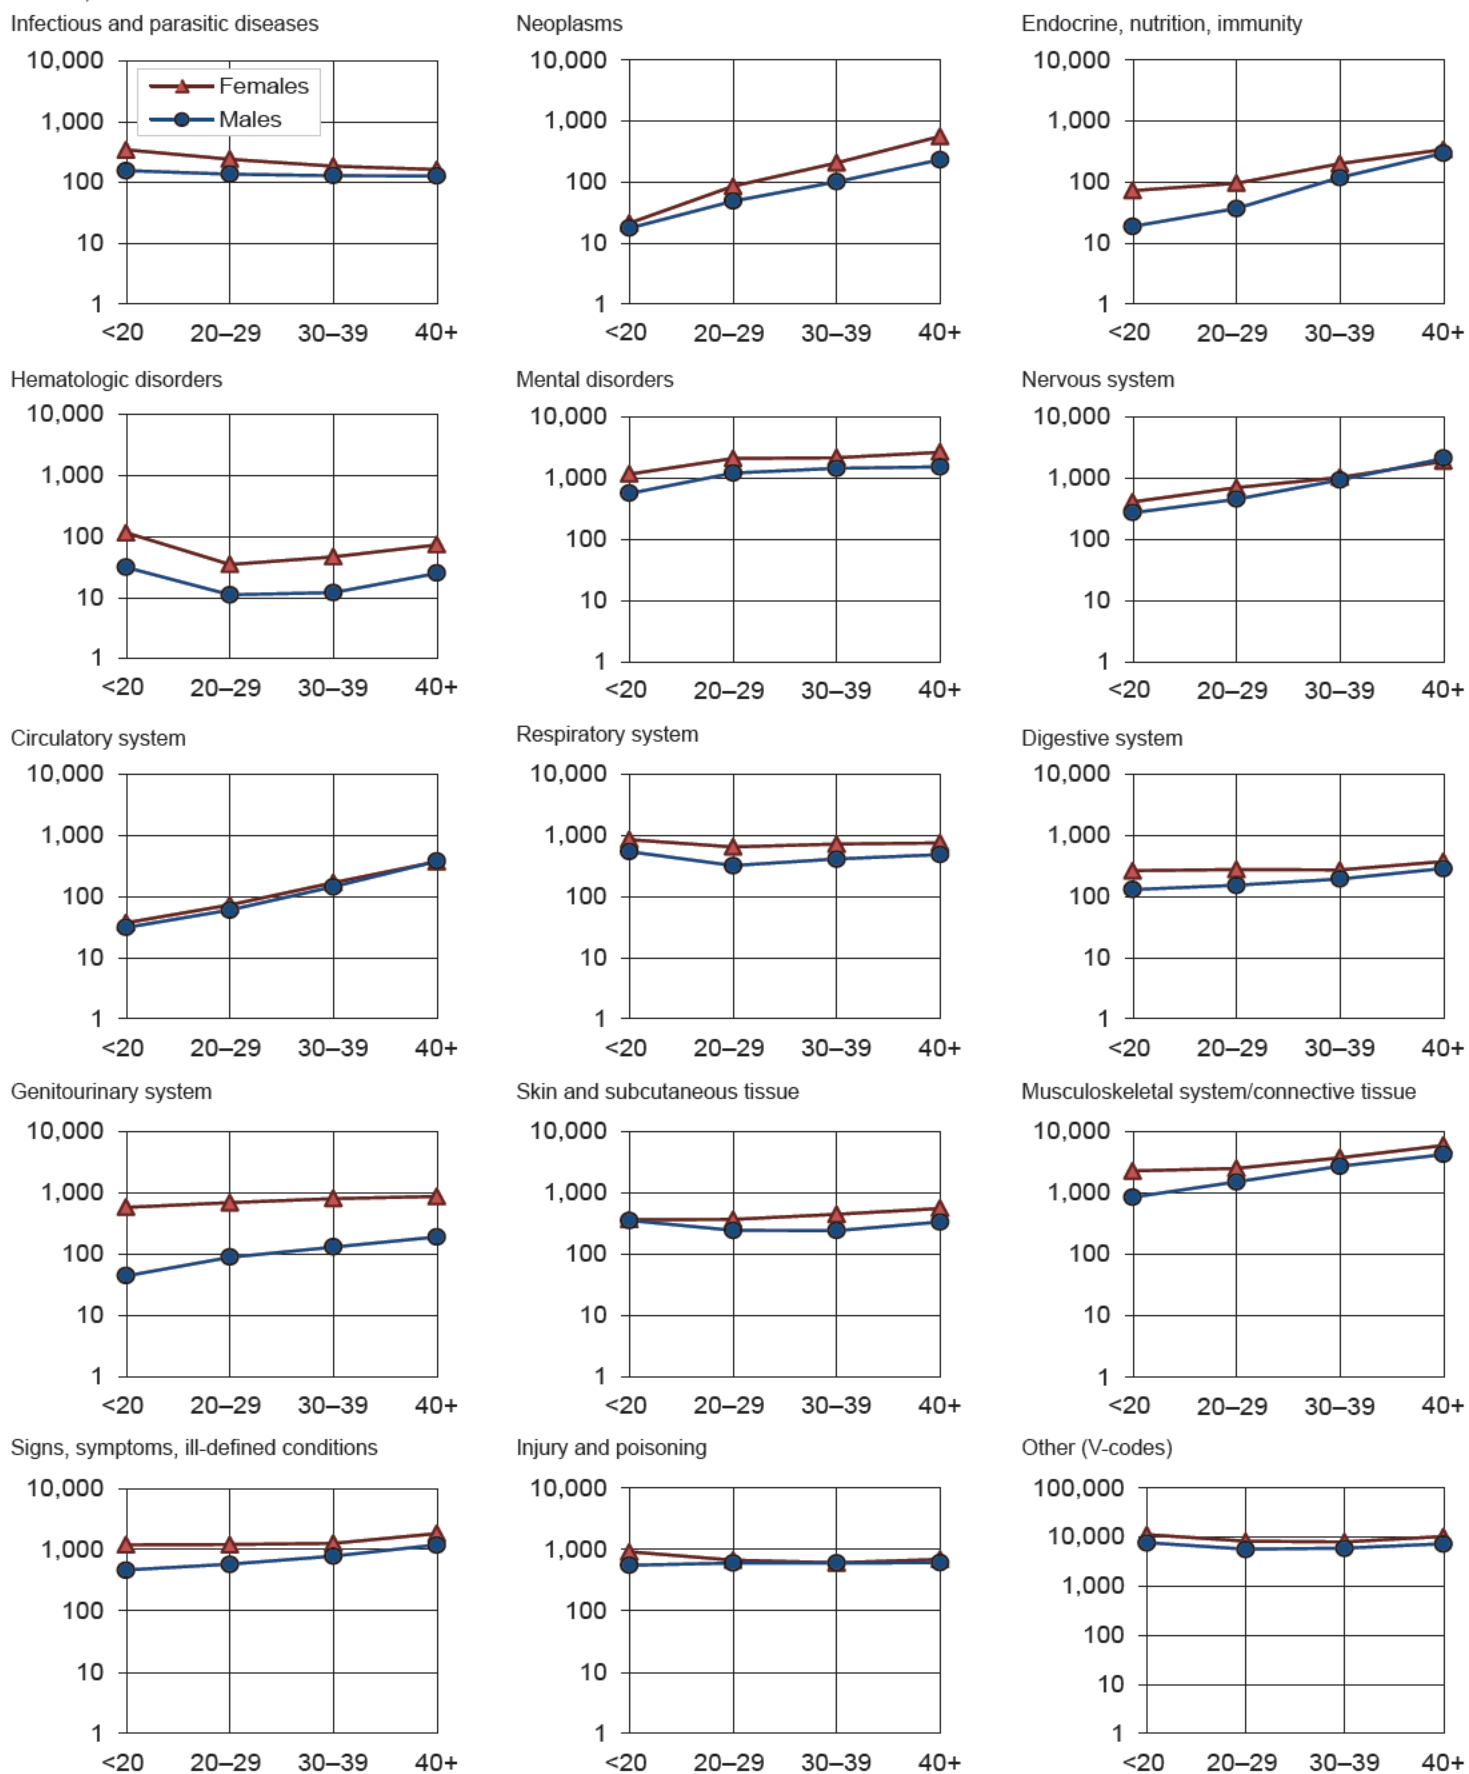 Infectious and parasitic diseases
10,000
1,000
100
10
1
Females
Males
<20 20–29 30–39 40+
Neoplasms
10,000
1,000
100
10
1
<20 20–29 30–39 40+
Endocrine, nutrition, immunity
10,000
1,000
100
10
1
<20 20–29 30–39 40+
Hematologic disorders
10,000
1,000
100
10
1
<20 20–29 30–39 40+
Mental disorders
10,000
1,000
100
10
1
<20 20–29 30–39 40+
Nervous system
10,000
1,000
100
10
1
<20 20–29 30–39 40+
Circulatory system
10,000
1,000
100
10
1
<20 20–29 30–39 40+
Respiratory system
10,000
1,000
100
10
1
<20 20–29 30–39 40+
Digestive system
10,000
1,000
100
10
1
<20 20–29 30–39 40+
Genitourinary system
10,000
1,000
100
10
1
<20 20–29 30–39 40+
Skin and subcutaneous tissue
10,000
1,000
100
10
1
<20 20–29 30–39 40+
Musculoskeletal system/connective tissue
10,000
1,000
100
10
1
<20 20–29 30–39 40+
Signs, symptoms, ill-defined conditions
10,000
1,000
100
10
1
<20 20–29 30–39 40+
Injury and poisoning
10,000
1,000
100
10
1
<20 20–29 30–39 40+
Other (V-codes)
100,000
10,000
1,000
100
10
1
<20 20–29 30–39 40+